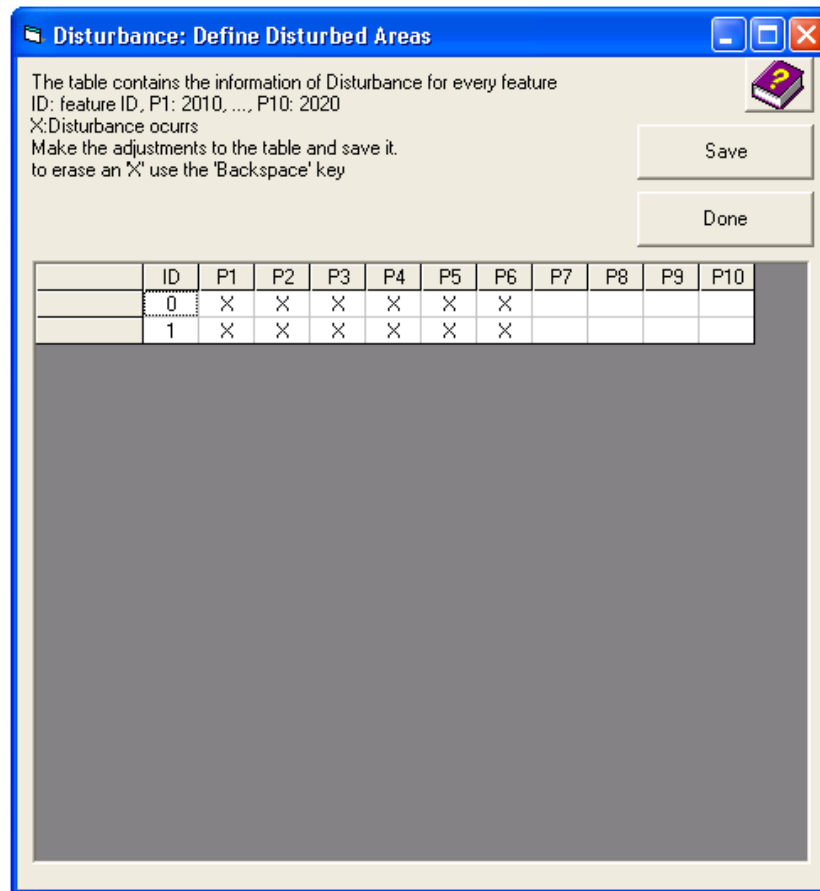 Disturbance: Define Disturbed Areas
The table contains the information of Disturbance for every feature
ID: feature ID, P1: 2010, ..., P10: 2020
X:Disturbance ocurrs
Make the adjustments to the table and save it.
to erase an 'X' use the 'Backspace' key
?
Save
Done
ID P1 P2 P3 P4 P5 P6 P7 P8 P9 P10
0 X X X X X X
1 X X X X X X